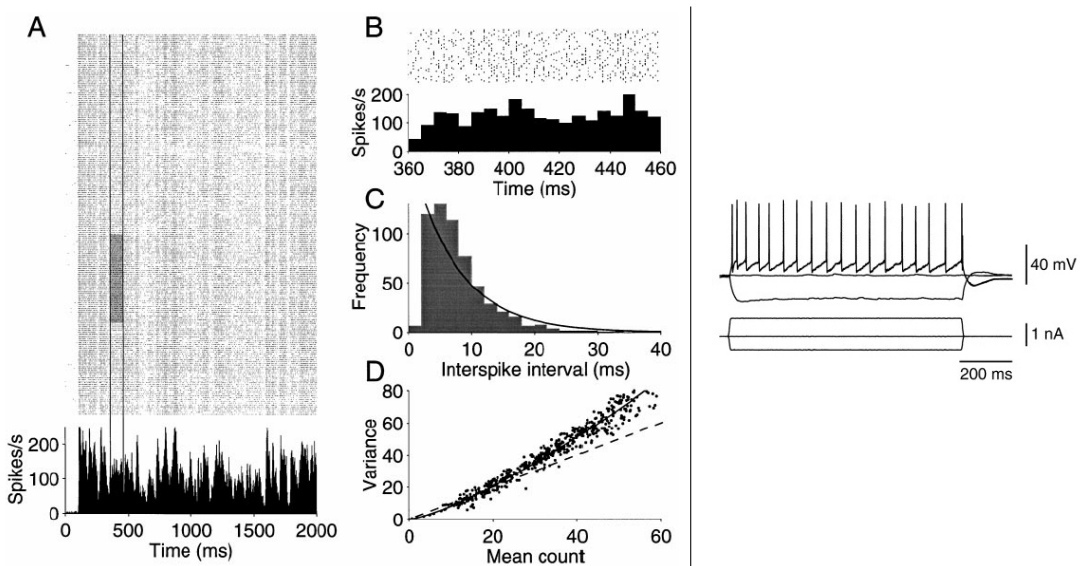 A
Spikes/s
200
100
0
0 500 1000 1500 2000
Time (ms)
B
Spikes/s
200
100
0
360 380 400 420 440 460
Time (ms)
C
Frequency
100
50
0
0 10 20 30 40
Interspike interval (ms)
D
Variance
80
60
40
20
0
0 20 40 60
Mean count
40 mV
1 nA
200 ms